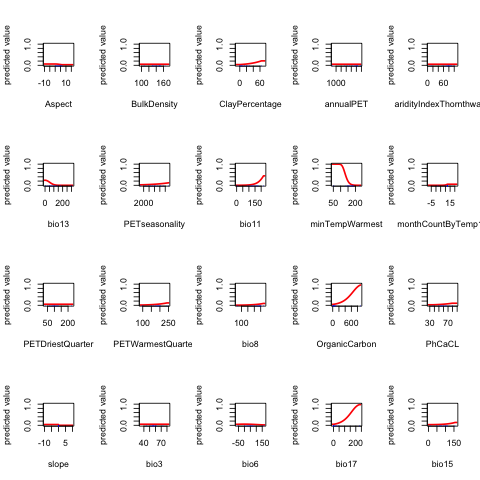 predicted value predicted value predicted value predicted value predicted value
0.0 1.0 0.0 1.0 0.0 1.0 0.0 1.0 0.0 1.0
-10 10 100 160 0 60 1000 0 60
Aspect BulkDensity ClayPercentage annualPET aridityIndexThornthwa
predicted value predicted value predicted value predicted value predicted value
0.0 1.0 0.0 1.0 0.0 1.0 0.0 1.0 0.0 1.0
0 200 2000 0 150 50 200 -5 15
bio13 PETseasonality bio11 minTempWarmest monthCountByTemp1
predicted value predicted value predicted value predicted value predicted value
0.0 1.0 0.0 1.0 0.0 1.0 0.0 1.0 0.0 1.0
50 200 100 250 100 0 600 30 70
PETDriestQuarter PETWarmestQuarte bio8 OrganicCarbon PhCaCL
predicted value predicted value predicted value predicted value predicted value
0.0 1.0 0.0 1.0 0.0 1.0 0.0 1.0 0.0 1.0
-10 5 40 70 -50 150 0 200 0 150
slope bio3 bio6 bio17 bio15